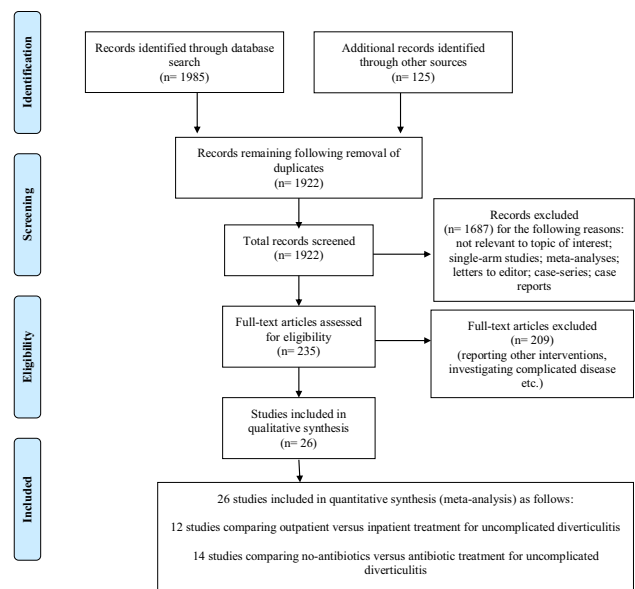 Identification
Records identified through database
search
(n= 1985)
Additional records identified
through other sources
(n= 125)
Records remaining following removal of
duplicates
(n= 1922)
Screening
Total records screened
(n= 1922)
Records excluded
(n= 1687) for the following reasons:
not relevant to topic of interest;
single-arm studies; meta-analyses;
letters to editor; case-series; case
reports
Eligibility
Full-text articles assessed
for eligibility
(n= 235)
Full-text articles excluded
(n= 209)
(reporting other interventions,
investigating complicated disease
etc.)
Studies included in
qualitative synthesis
(n= 26)
Included
26 studies included in quantitative synthesis (meta-analysis) as follows:
12 studies comparing outpatient versus inpatient treatment for uncomplicated diverticulitis
14 studies comparing no-antibiotics versus antibiotic treatment for uncomplicated
diverticulitis